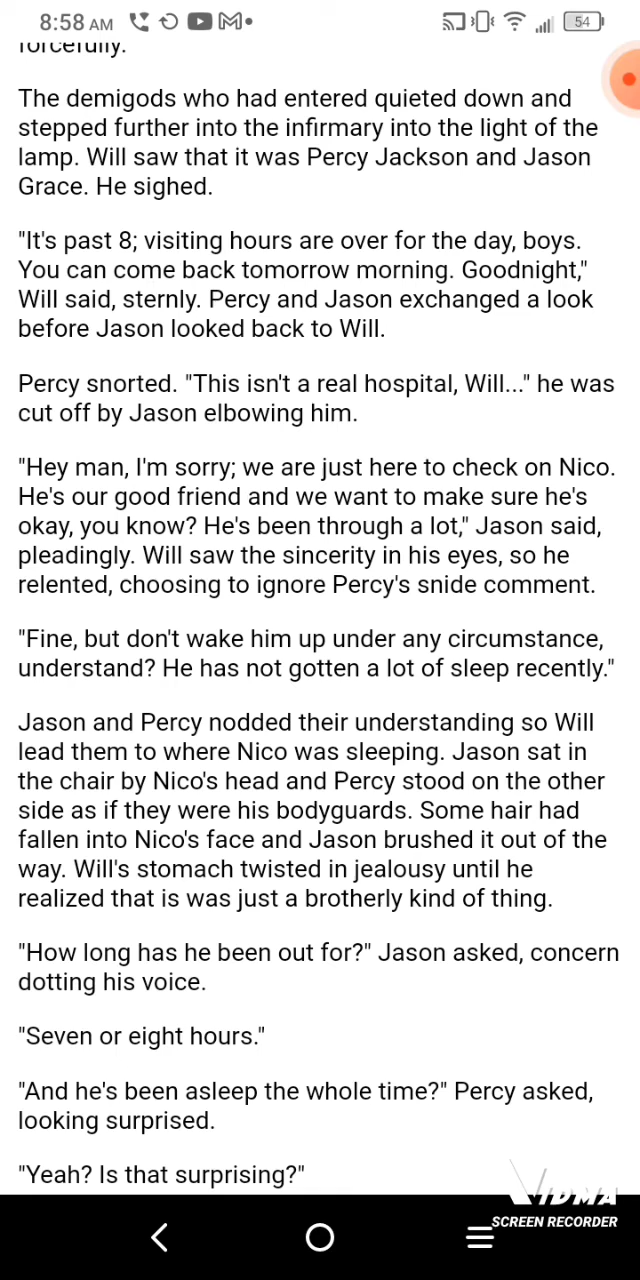 8:58 AM
54
forcefully.
The demigods who had entered quieted down and
stepped further into the infirmary into the light of the
lamp. Will saw that it was Percy Jackson and Jason
Grace. He sighed.
"It's past 8; visiting hours are over for the day, boys.
You can come back tomorrow morning. Goodnight,"
Will said, sternly. Percy and Jason exchanged a look
before Jason looked back to Will.
Percy snorted. "This isn't a real hospital, Will..." he was
cut off by Jason elbowing him.
"Hey man, I'm sorry; we are just here to check on Nico.
He's our good friend and we want to make sure he's
okay, you know? He's been through a lot," Jason said,
pleadingly. Will saw the sincerity in his eyes, so he
relented, choosing to ignore Percy's snide comment.
"Fine, but don't wake him up under any circumstance,
understand? He has not gotten a lot of sleep recently."
Jason and Percy nodded their understanding so Will
lead them to where Nico was sleeping. Jason sat in
the chair by Nico's head and Percy stood on the other
side as if they were his bodyguards. Some hair had
fallen into Nico's face and Jason brushed it out of the
way. Will's stomach twisted in jealousy until he
realized that is was just a brotherly kind of thing.
"How long has he been out for?" Jason asked, concern
dotting his voice.
"Seven or eight hours."
"And he's been asleep the whole time?" Percy asked,
looking surprised.
"Yeah? Is that surprising?"
VIDMA
SCREEN RECORDER